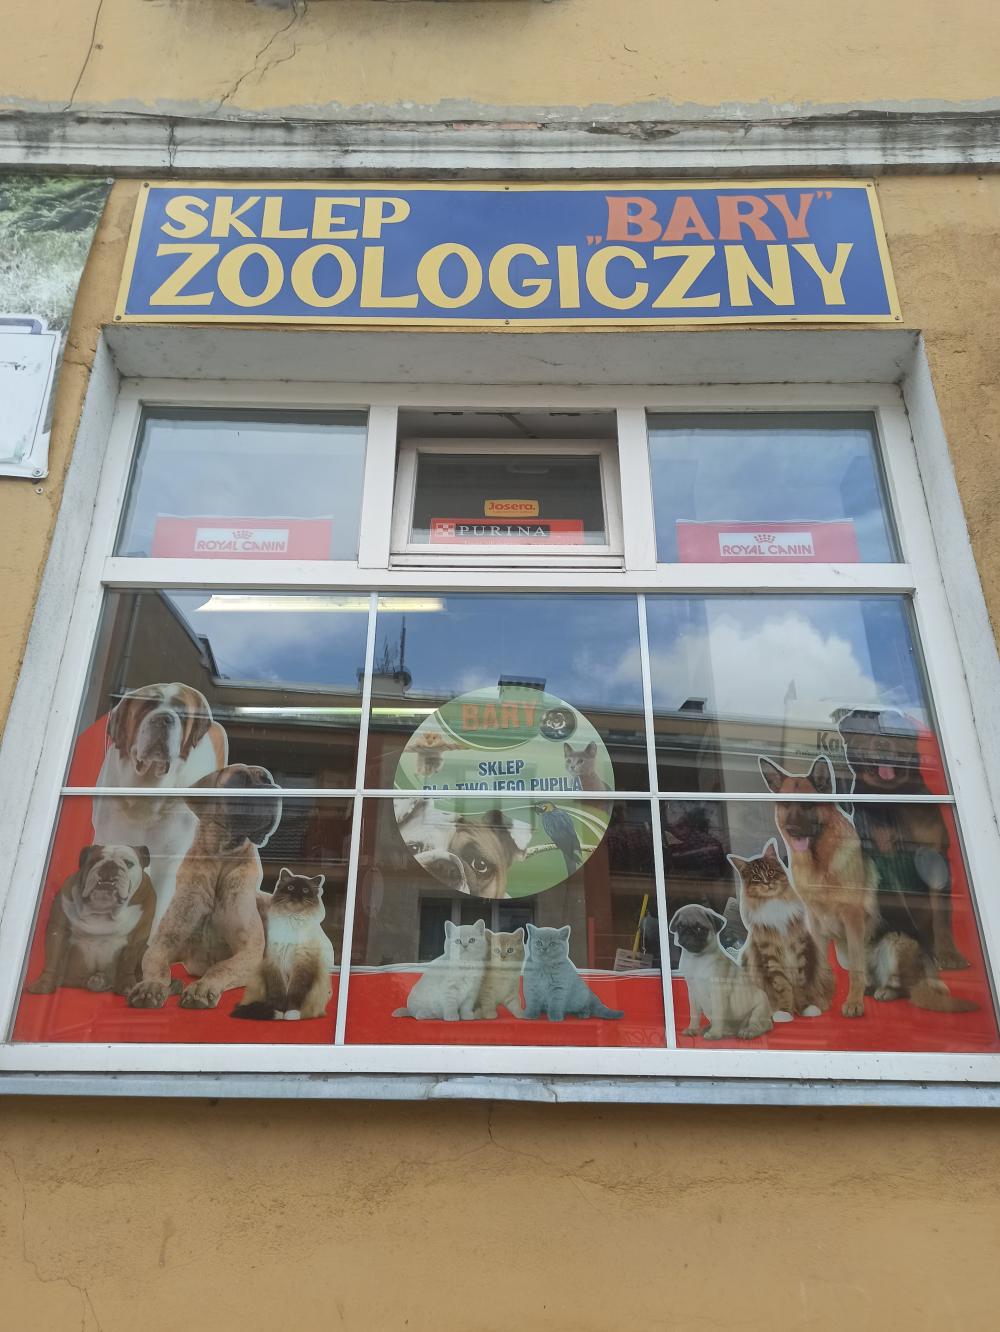 SKLEP „BARY”
ZOOLOGICZNY
Josera.
PURINA
ROYAL CANIN
ROYAL CANIN
BARY
SKLEP
DLA TWOJEGO PUPILA